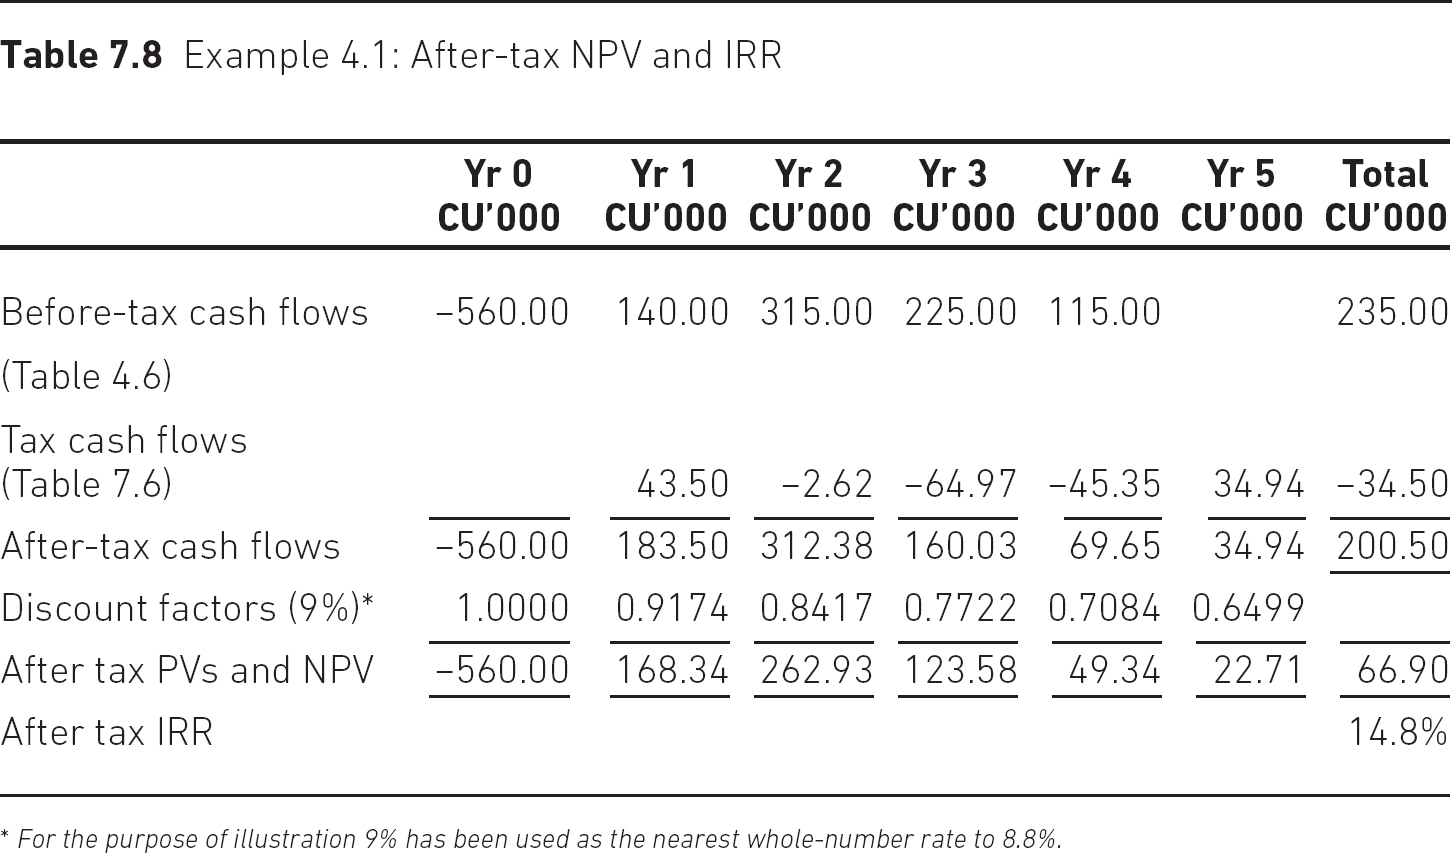 Table 7.8 Example 4.1: After-tax NPV and IRR
Yr 0 Yr 1 Yr 2 Yr 3 Yr 4 Yr 5 Total
CU’000 CU’000 CU’000 CU’000 CU’000 CU’000 CU’000
Before-tax cash flows –560.00 140.00 315.00 225.00 115.00 235.00
(Table 4.6)
Tax cash flows
(Table 7.6) 43.50 –2.62 –64.97 –45.35 34.94 –34.50
After-tax cash flows –560.00 183.50 312.38 160.03 69.65 34.94 200.50
Discount factors (9%)* 1.0000 0.9174 0.8417 0.7722 0.7084 0.6499
After tax PVs and NPV –560.00 168.34 262.93 123.58 49.34 22.71 66.90
After tax IRR 14.8%
* For the purpose of illustration 9% has been used as the nearest whole-number rate to 8.8%.